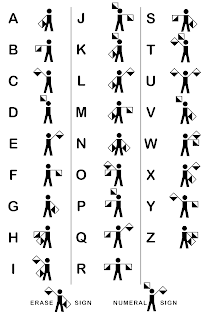 A J S
B K T
C L U
D M V
E N W
F O X
G P Y
H Q Z
I R
ERASE SIGN NUMERAL SIGN